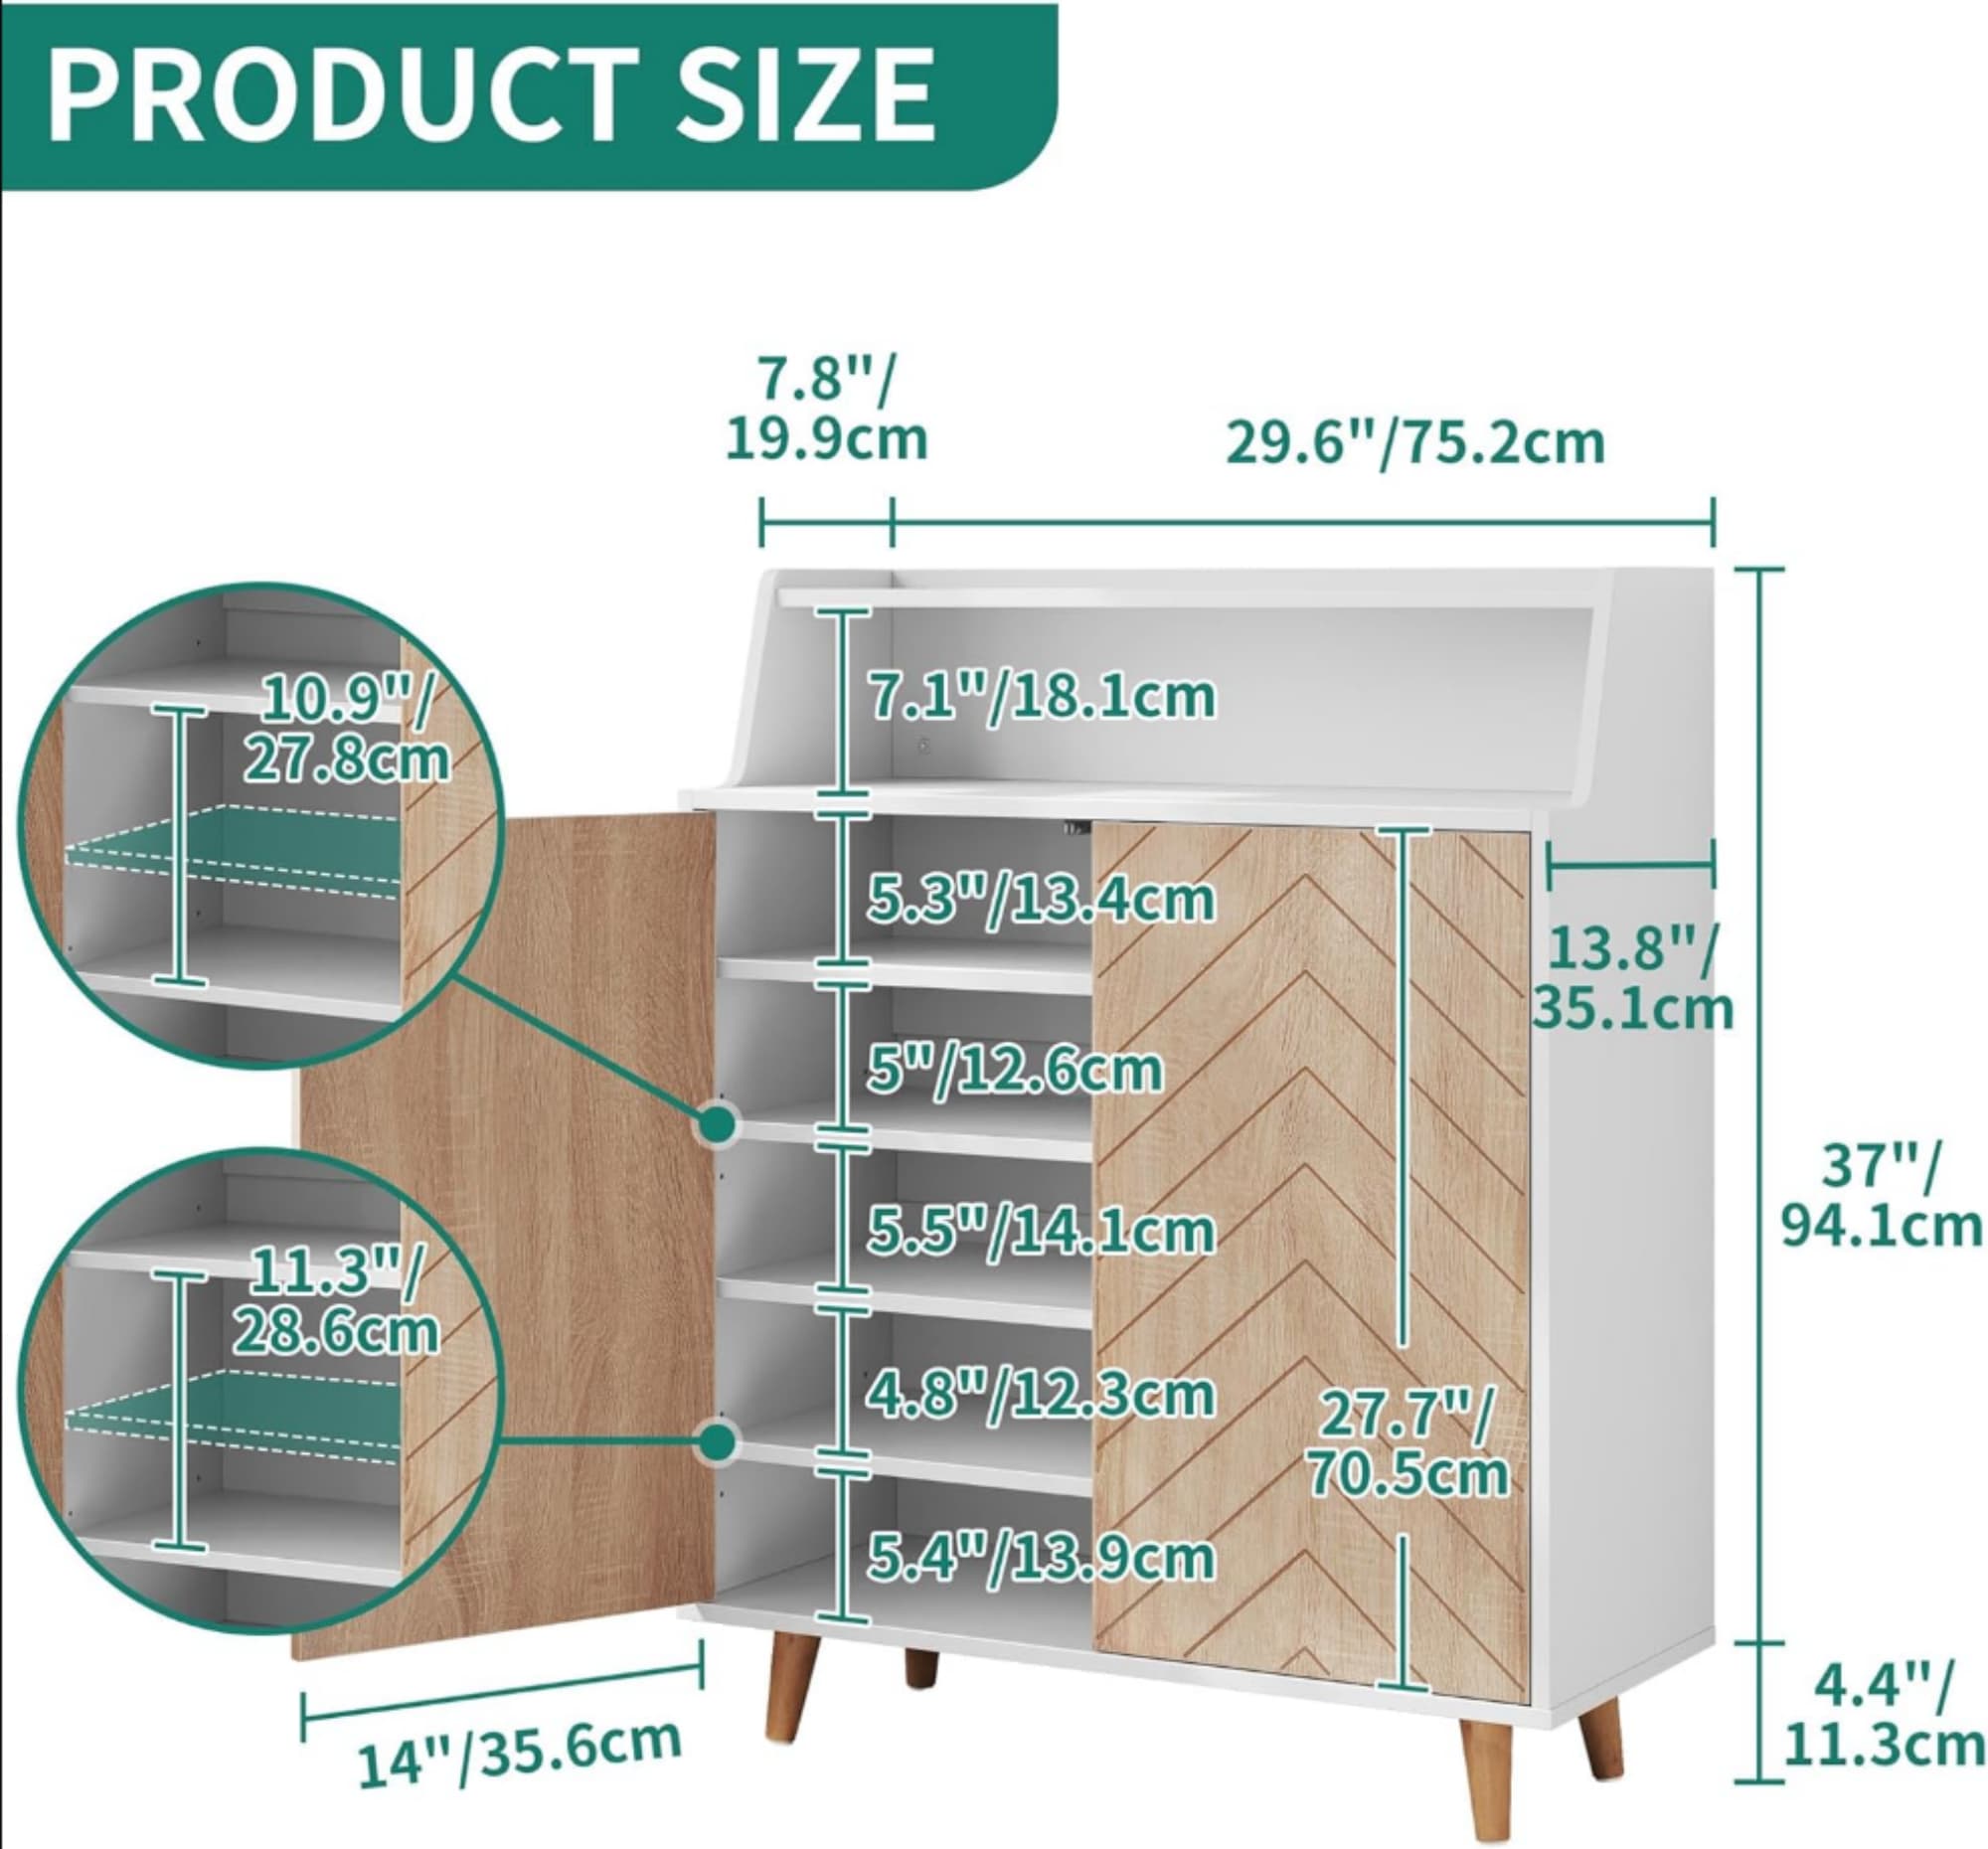 PRODUCT SIZE
7.8"/
19.9cm
29.6"/75.2cm
7.1"/18.1cm
10.9"/
27.8cm
5.3"/13.4cm
13.8"/
35.1cm
5"/12.6cm
37"/
94.1cm
5.5"/14.1cm
11.3"/
28.6cm
4.8"/12.3cm
27.7"/
70.5cm
5.4"/13.9cm
4.4"/
11.3cm
14"/35.6cm